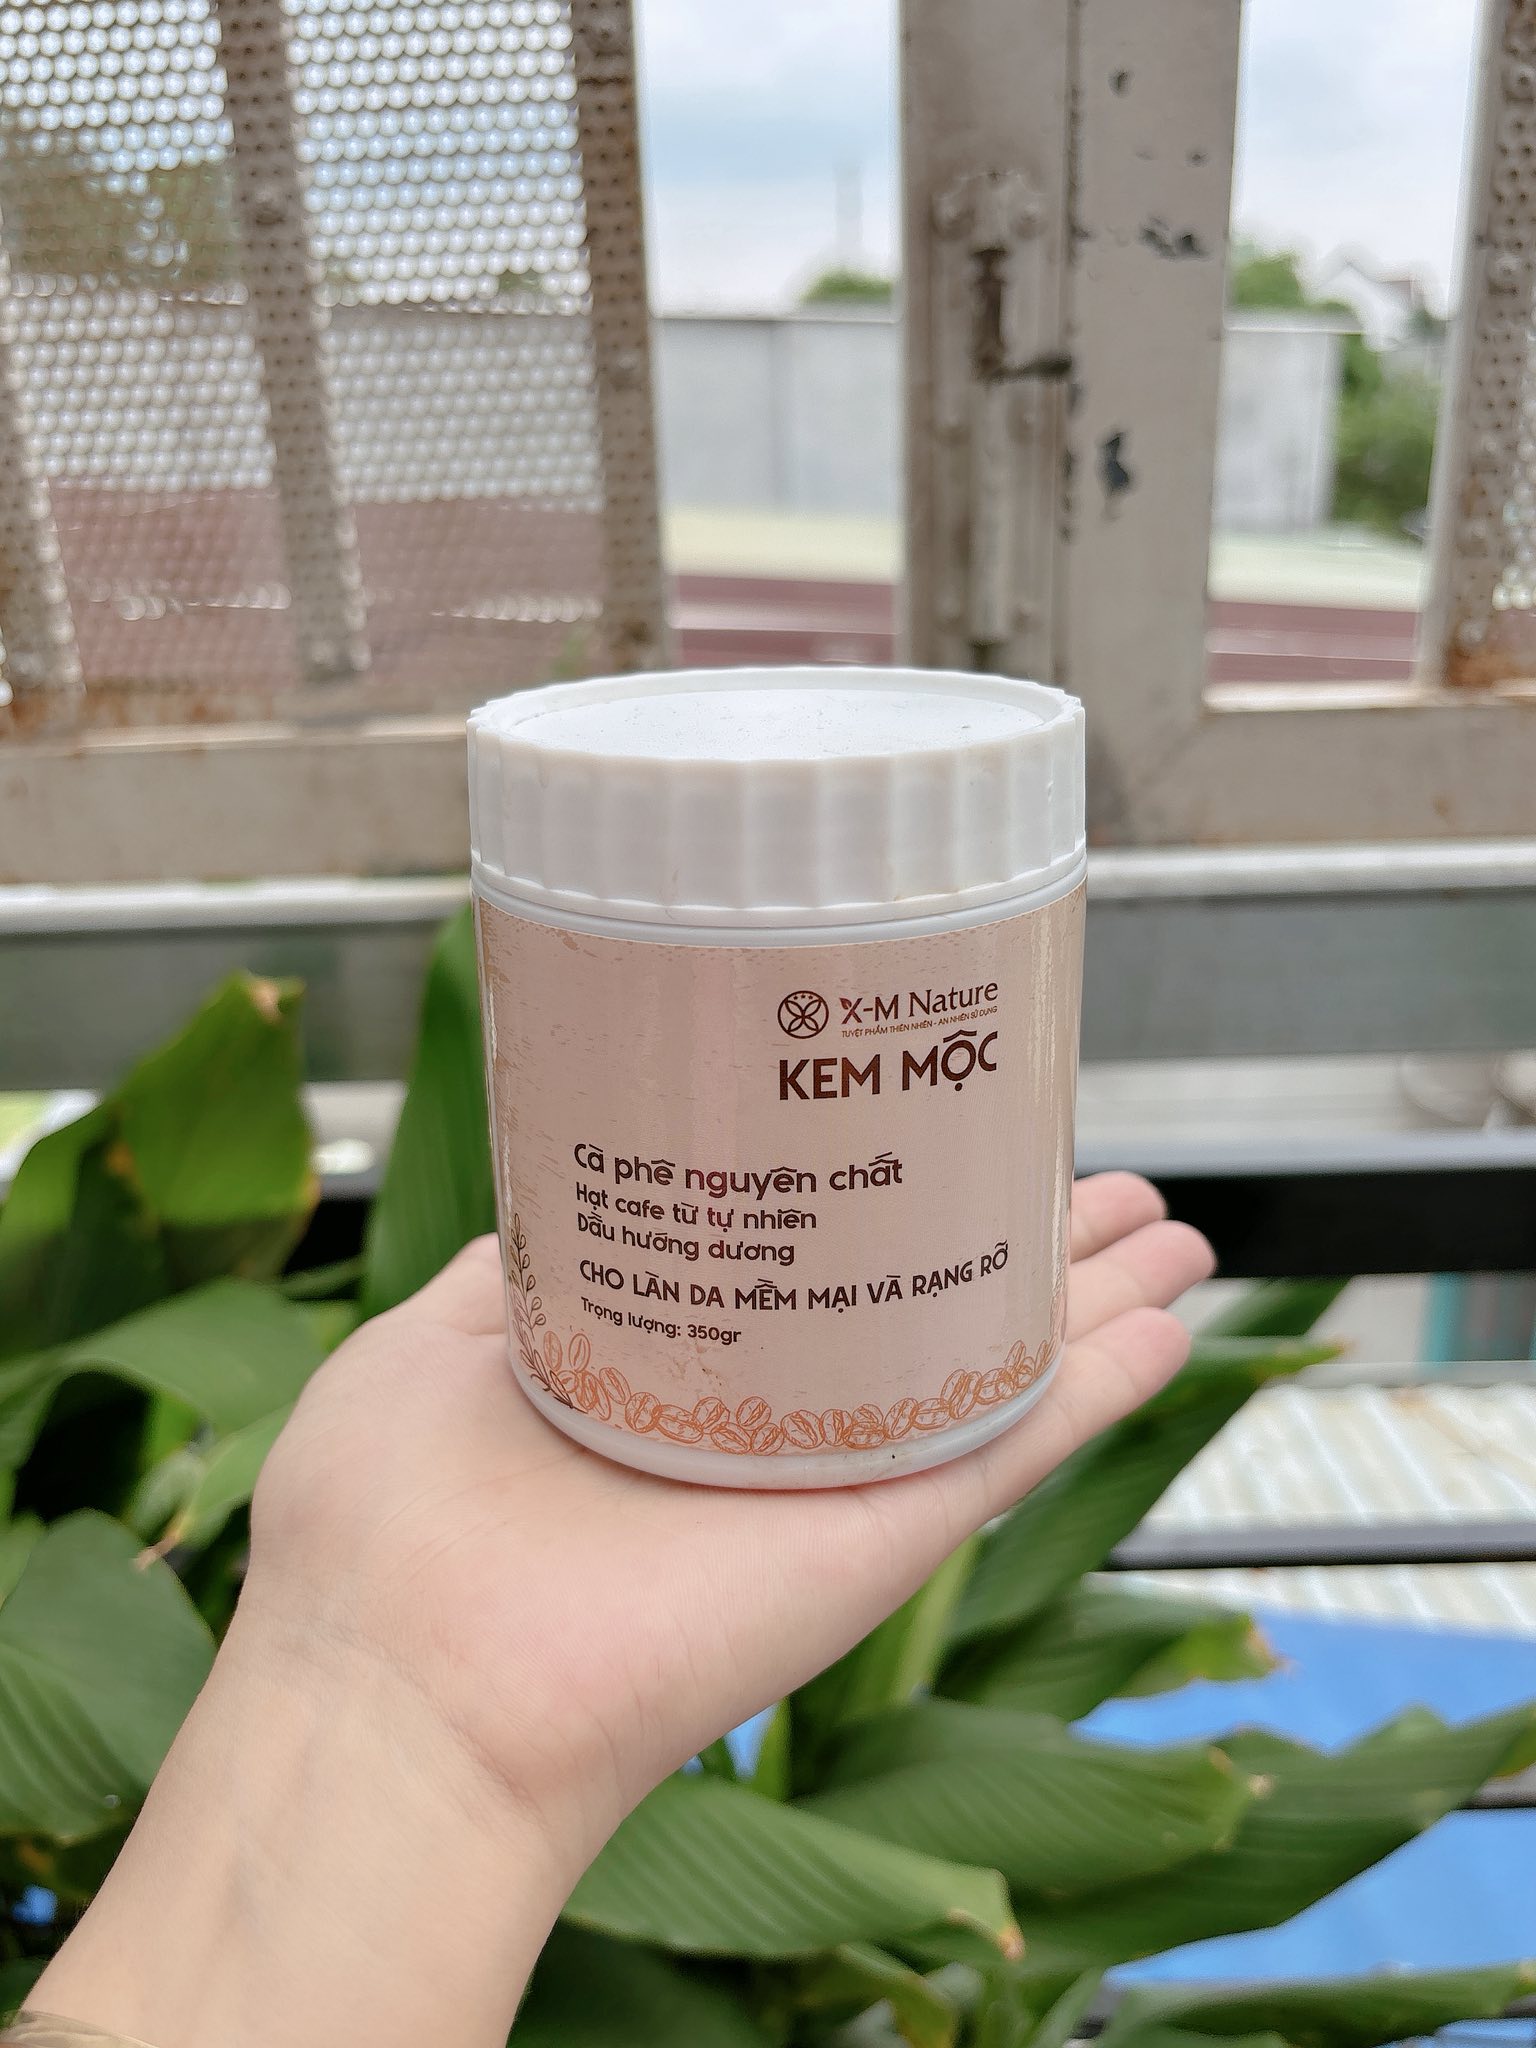 X-M Nature
TUYỆT PHẨM THIÊN NHIÊN - AN NHIÊN SỬ DỤNG
KEM MỘC
Cà phê nguyên chất
Hạt cafe từ tự nhiên
Dầu hướng dương
CHO LÀN DA MỀM MẠI VÀ RẠNG RỠ
Trọng lượng: 350gr